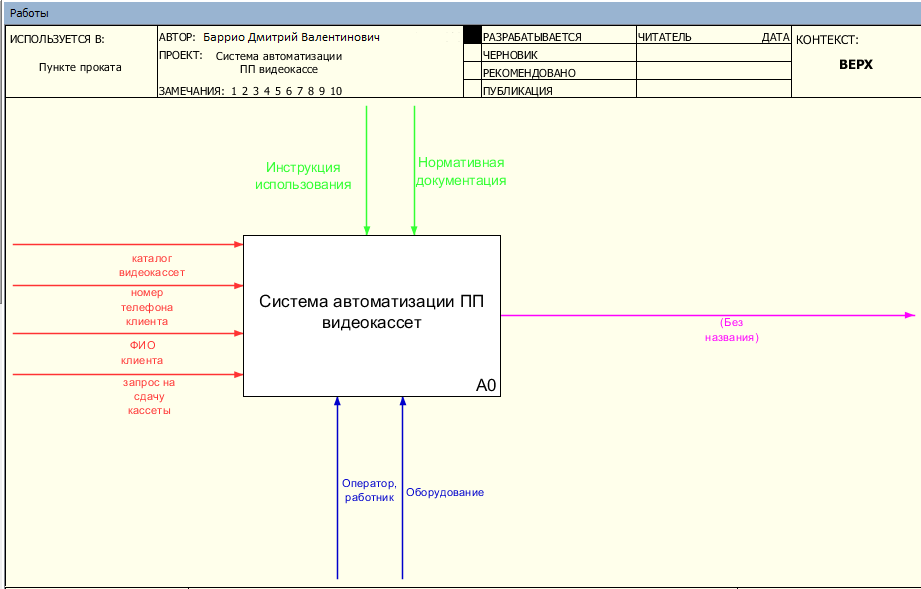 Работы
ИСПОЛЬЗУЕТСЯ В:
Пункте проката
АВТОР: Баррио Дмитрий Валентинович
ПРОЕКТ: Система автоматизации
ПП видеокассе
ЗАМЕЧАНИЯ: 1 2 3 4 5 6 7 8 9 10
РАЗРАБАТЫВАЕТСЯ
ЧЕРНОВИК
РЕКОМЕНДОВАНО
ПУБЛИКАЦИЯ
ЧИТАТЕЛЬ ДАТА
КОНТЕКСТ:
ВЕРХ
Инструкция
использования
Нормативная
документация
каталог
видеокассет
номер
телефона
клиента
ФИО
клиента
запрос на
сдачу
кассеты
Система автоматизации ПП
видеокассет
A0
(Без
названия)
Оператор,
работник
Оборудование